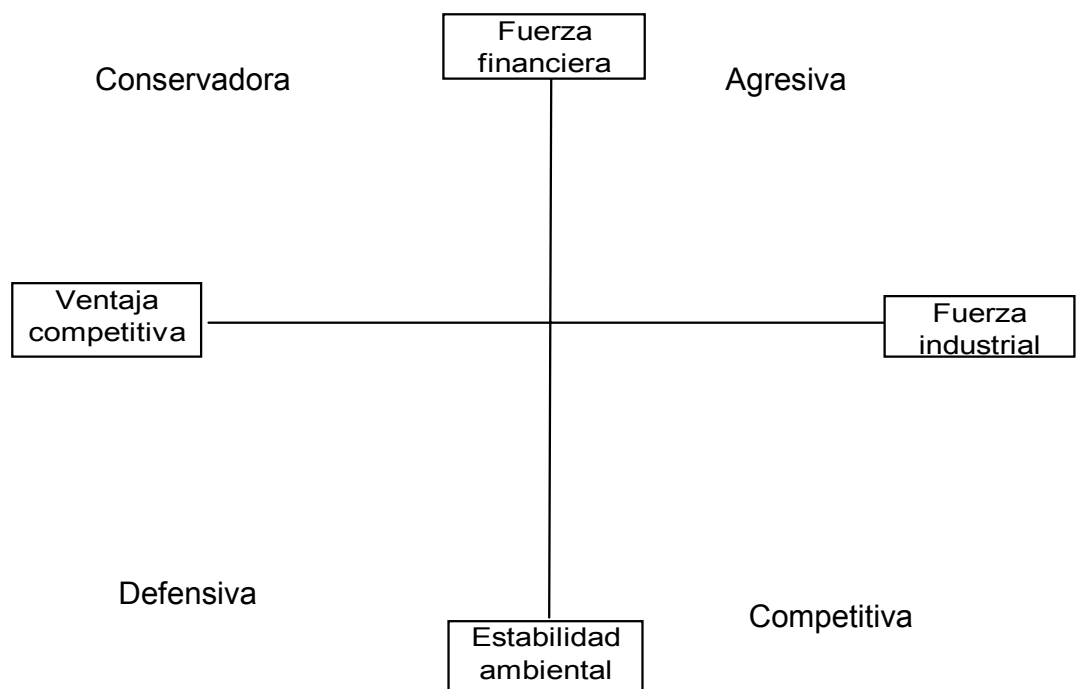 Fuerza
financiera
Conservadora
Agresiva
Ventaja
competitiva
Fuerza
industrial
Defensiva
Competitiva
Estabilidad
ambiental